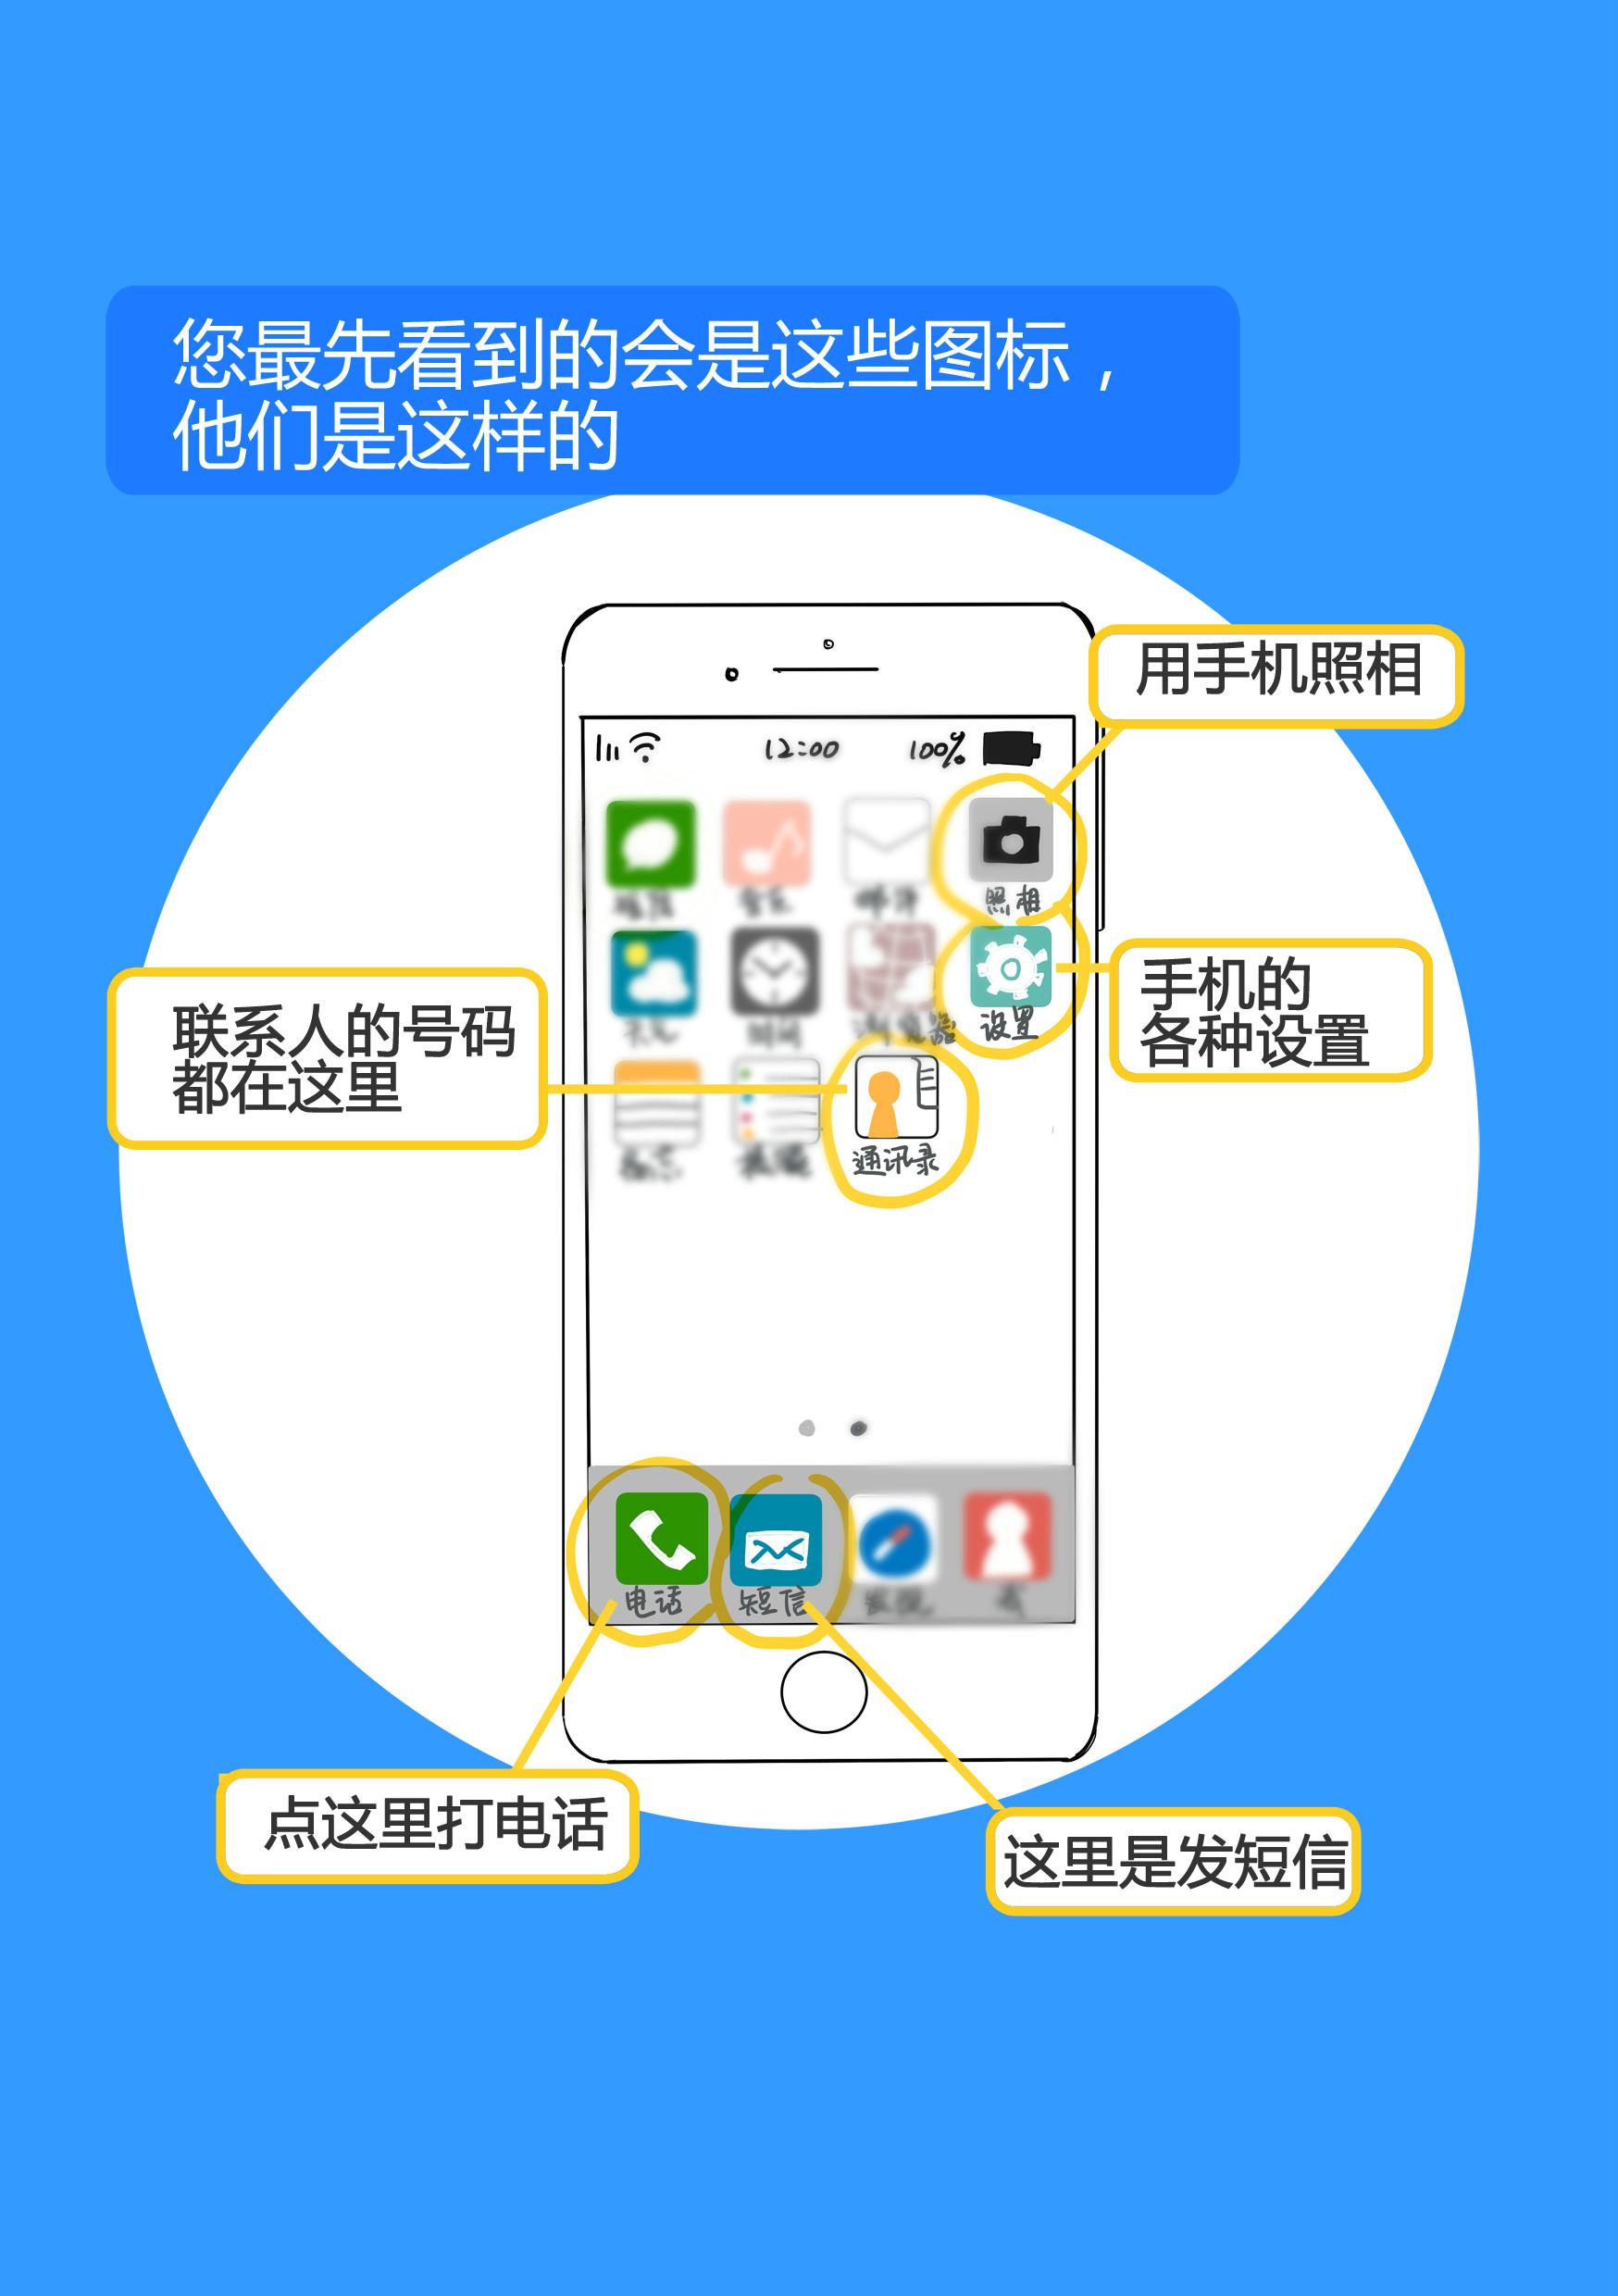 您最先看到的会是这些图标，
他们是这样的
用手机照相
12:00
100%
照相
手机的
各种设置
设置
联系人的号码
都在这里
浏览器
通讯录
电话
短信
点这里打电话
这里是发短信